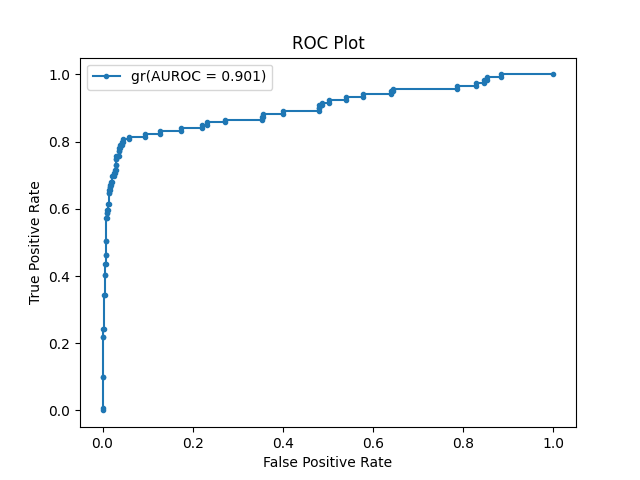 ROC Plot
gr(AUROC = 0.901)
True Positive Rate
1.0
0.8
0.6
0.4
0.2
0.0
0.0 0.2 0.4 0.6 0.8 1.0
False Positive Rate